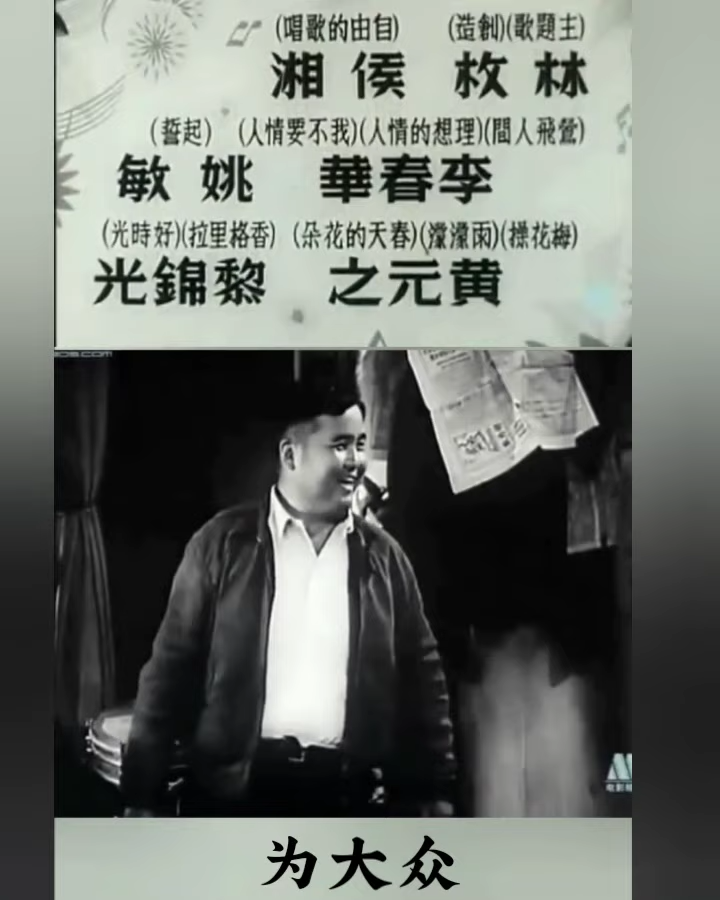 (主題歌)(創造) (自由的歌唱)
林枚 侯湘
(鶯飛人間)(理想的情人)(我不要情人) (起誓)
李春華 姚敏
(梅花操)(雨濛濛)(春天的花朵) (香格里拉)(好時光)
黄元之 黎錦光
为大众